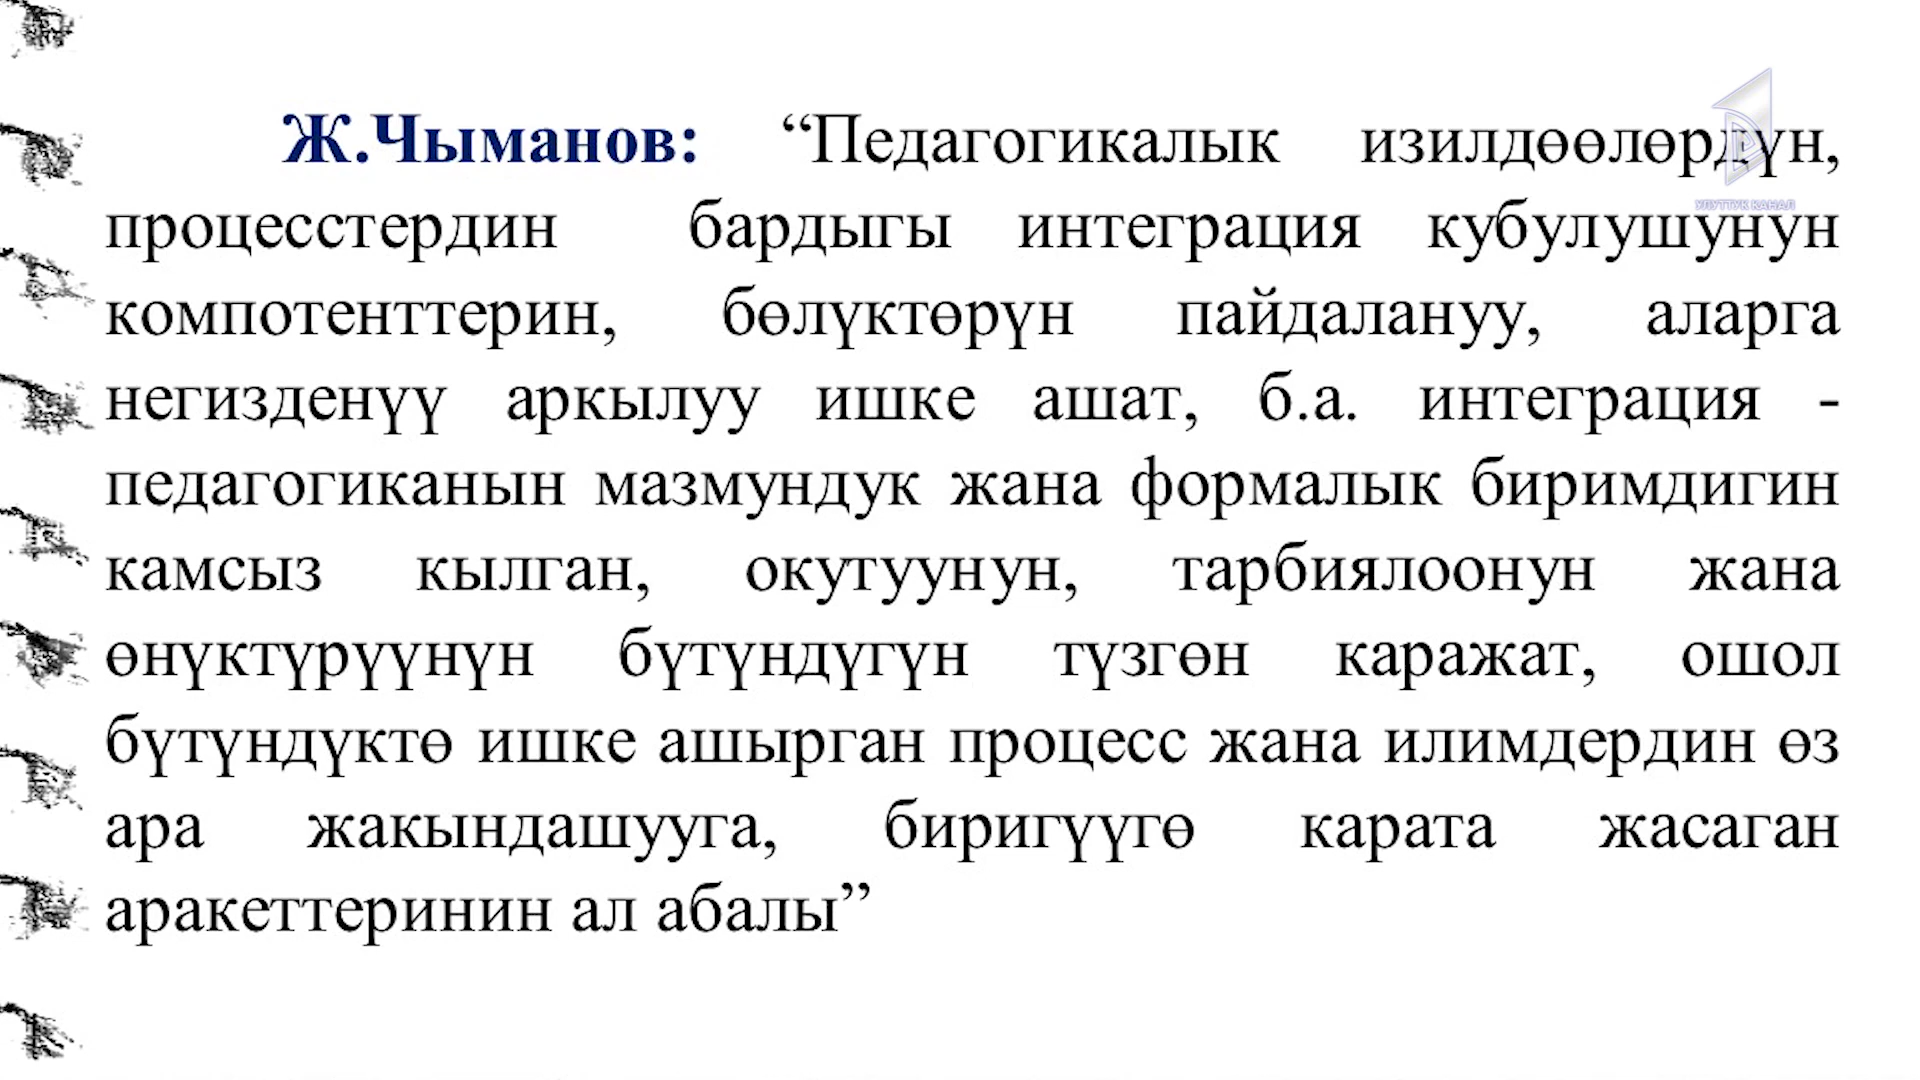 Ж.Чыманов: “Педагогикалык изилдөөлөрдүн,
УЛУТТУК КАНАЛ
процесстердин бардыгы интеграция кубулушунун
компотенттерин, бөлүктөрүн пайдалануу, аларга
негизденүү аркылуу ишке ашат, б.а. интеграция -
педагогиканын мазмундук жана формалык биримдигин
камсыз кылган, окутуунун, тарбиялоонун жана
өнүктүрүүнүн бүтүндүгүн түзгөн каражат, ошол
бүтүндүктө ишке ашырган процесс жана илимдердин өз
ара жакындашууга, биригүүгө карата жасаган
аракеттеринин ал абалы”